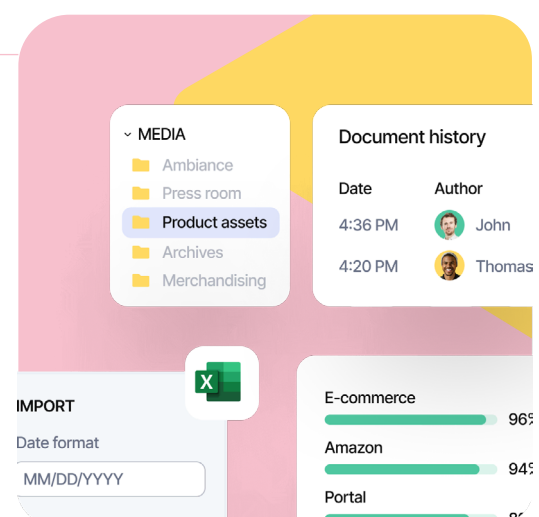 MEDIA
Ambiance
Press room
Product assets
Archives
Merchandising
Document history
Date Author
4:36 PM John
4:20 PM Thomas
X
IMPORT
Date format
MM/DD/YYYY
E-commerce
96%
Amazon
94%
Portal